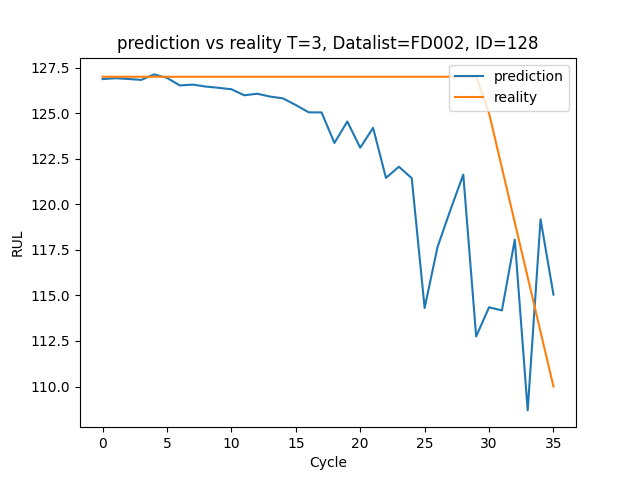 prediction vs reality T=3, Datalist=FD002, ID=128
prediction
reality
RUL
127.5
125.0
122.5
120.0
117.5
115.0
112.5
110.0
0 5 10 15 20 25 30 35
Cycle